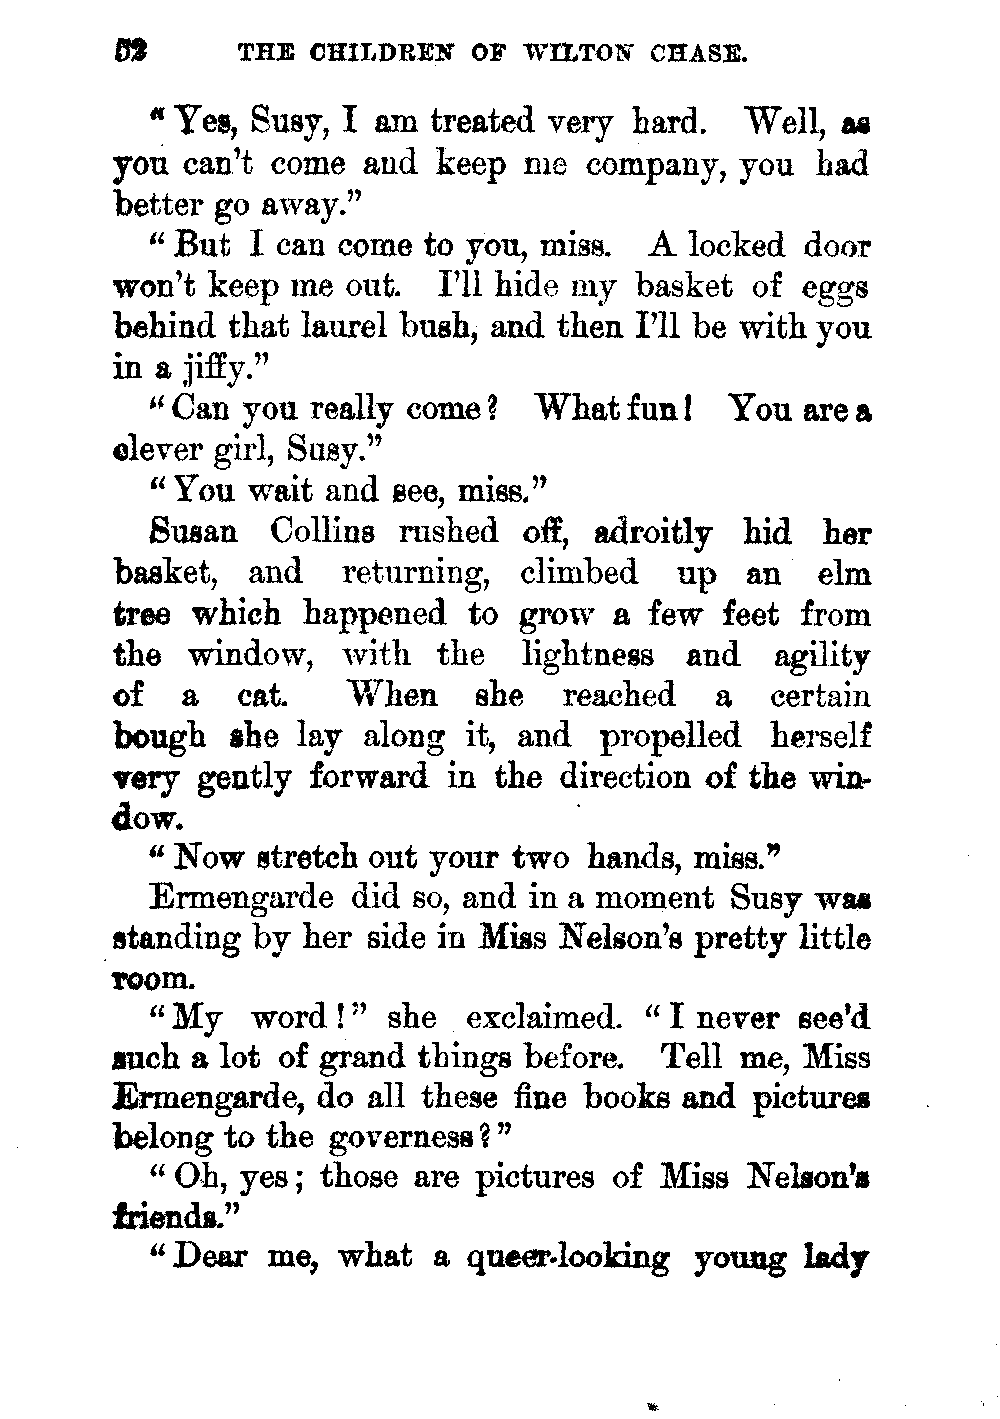 52 THE CHILDREN OF WILTON CHASE.
“Yes, Susy, I am treated very hard. Well, as
you can’t come and keep me company, you had
better go away.”
“But I can come to you, miss. A locked door
won’t keep me out. I’ll hide my basket of eggs
behind that laurel bush, and then I’ll be with you
in a jiffy.”
“Can you really come? What fun! You are a
clever girl, Susy.”
“You wait and see, miss.”
Susan Collins rushed off, adroitly hid her
basket, and returning, climbed up an elm
tree which happened to grow a few feet from
the window, with the lightness and agility
of a cat. When she reached a certain
bough she lay along it, and propelled herself
very gently forward in the direction of the win-
dow.
“Now stretch out your two hands, miss.”
Ermengarde did so, and in a moment Susy was
standing by her side in Miss Nelson’s pretty little
room.
“My word!” she exclaimed. “I never see’d
such a lot of grand things before. Tell me, Miss
Ermengarde, do all these fine books and pictures
belong to the governess?”
“Oh, yes; those are pictures of Miss Nelson’s
friends.”
“Dear me, what a queer-looking young lady